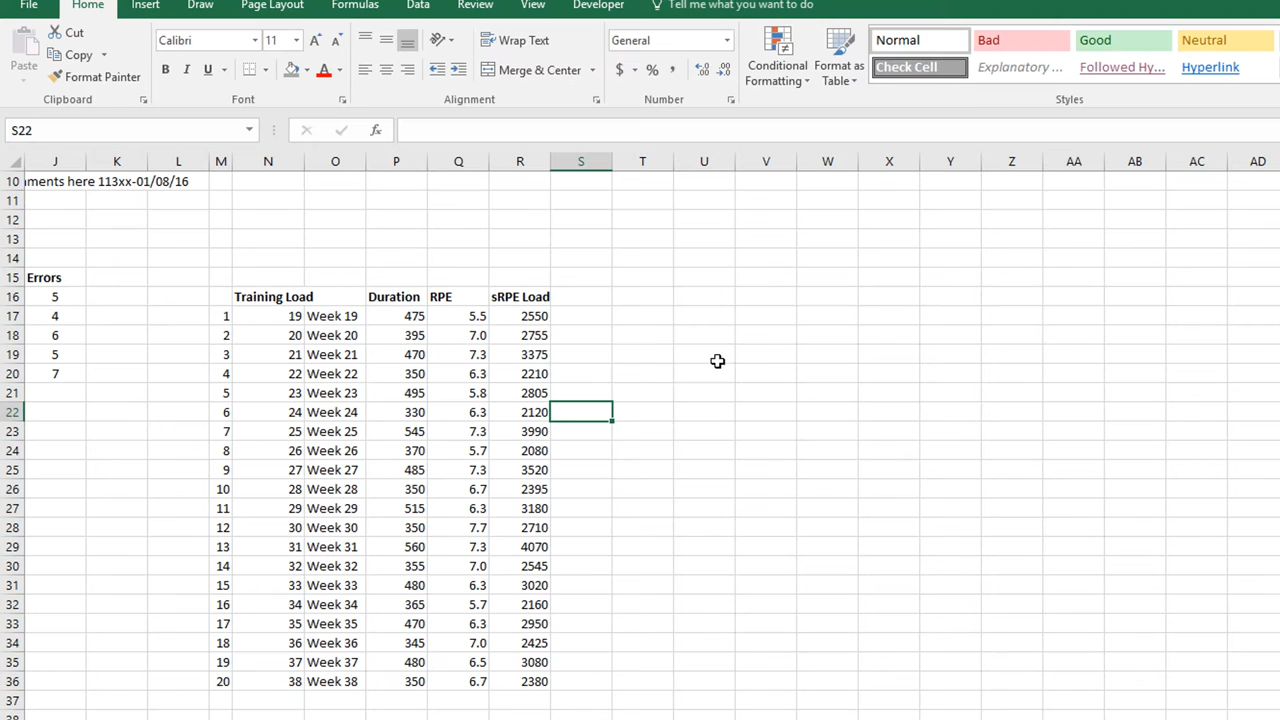 File Home Insert Draw Page Layout Formulas Data Review View Developer Tell me what you want to do
Cut Calibri 11 Wrap Text General Normal Bad Good Neutral
Copy
Paste Format Painter B I U Merge & Center $ % , Conditional Formatting Format as Table Check Cell Explanatory ... Followed Hy... Hyperlink
Clipboard Font Alignment Number Styles
S22 fx
J K L M N O P Q R S T U V W X Y Z AA AB AC AD
10 ments here 113xx-01/08/16
11
12
13
14
15 Errors
16 5 Training Load Duration RPE sRPE Load
17 4 1 19 Week 19 475 5.5 2550
18 6 2 20 Week 20 395 7.0 2755
19 5 3 21 Week 21 470 7.3 3375
20 7 4 22 Week 22 350 6.3 2210
21 5 23 Week 23 495 5.8 2805
22 6 24 Week 24 330 6.3 2120
23 7 25 Week 25 545 7.3 3990
24 8 26 Week 26 370 5.7 2080
25 9 27 Week 27 485 7.3 3520
26 10 28 Week 28 350 6.7 2395
27 11 29 Week 29 515 6.3 3180
28 12 30 Week 30 350 7.7 2710
29 13 31 Week 31 560 7.3 4070
30 14 32 Week 32 355 7.0 2545
31 15 33 Week 33 480 6.3 3020
32 16 34 Week 34 365 5.7 2160
33 17 35 Week 35 470 6.3 2950
34 18 36 Week 36 345 7.0 2425
35 19 37 Week 37 480 6.5 3080
36 20 38 Week 38 350 6.7 2380
37
38